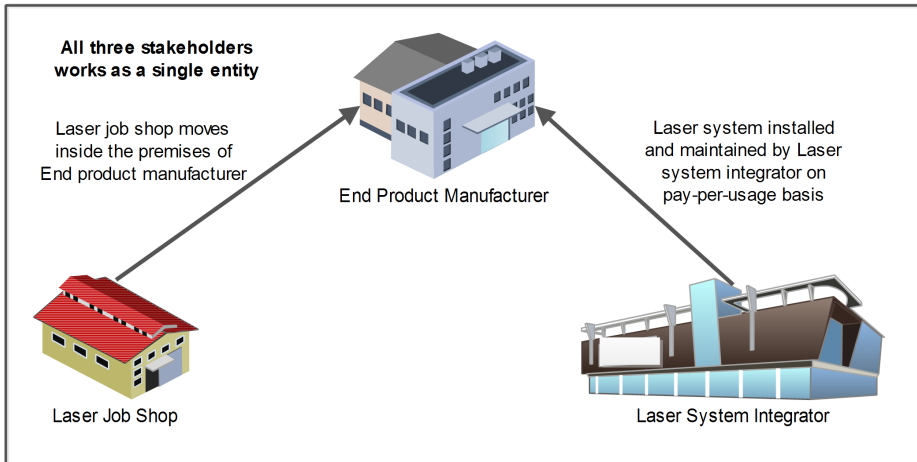 All three stakeholders
works as a single entity
Laser job shop moves
inside the premises of
End product manufacturer
Laser system installed
and maintained by Laser
system integrator on
pay-per-usage basis
End Product Manufacturer
Laser Job Shop
Laser System Integrator